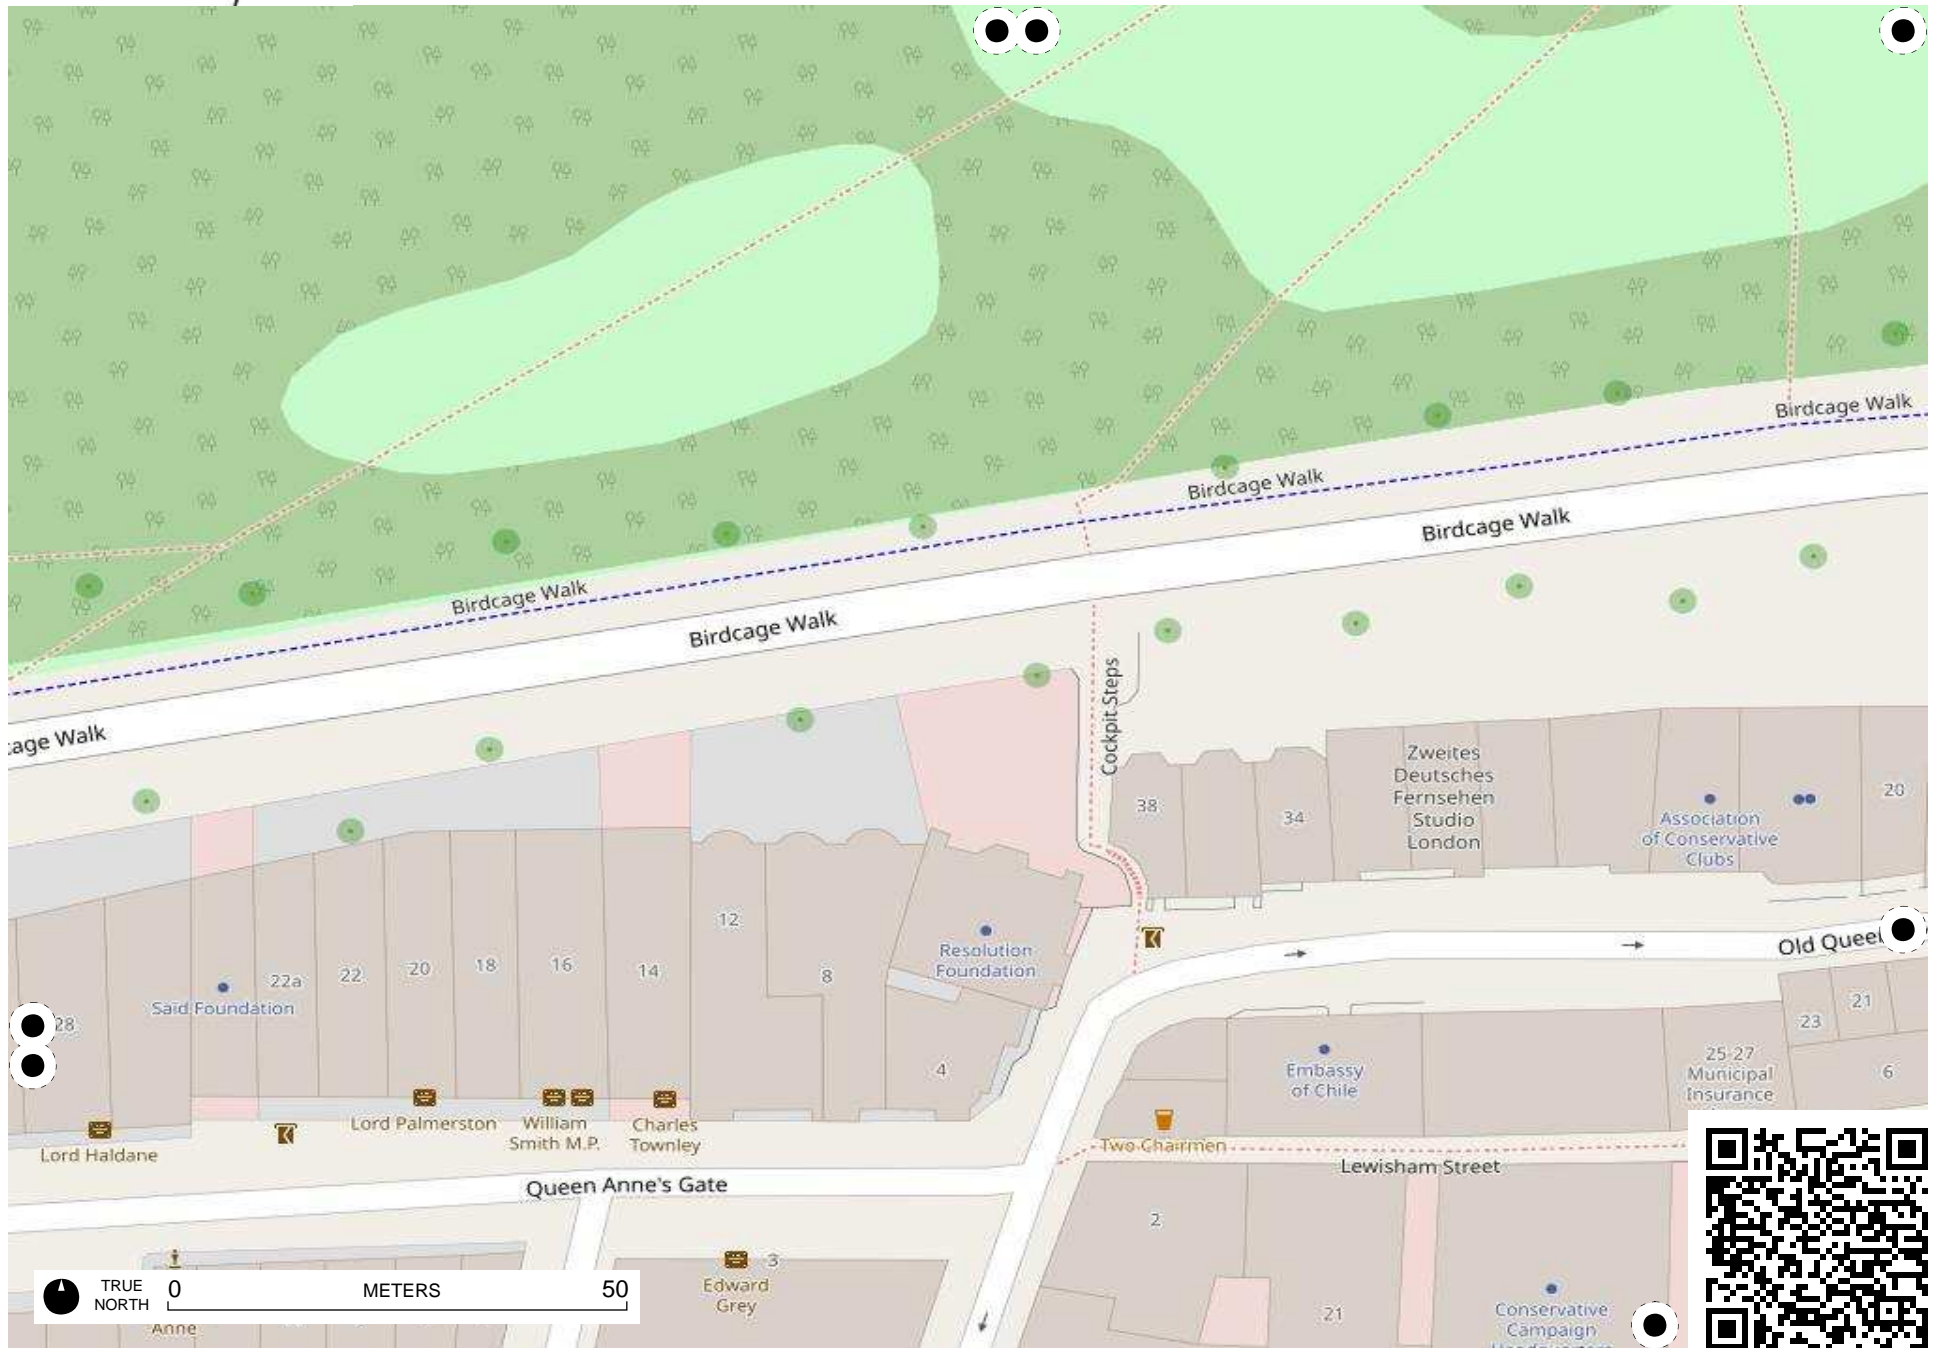 Birdcage Walk
Birdcage Walk
Birdcage Walk
Birdcage Walk
Birdcage Walk
cage Walk
Cockpit Steps
38
34
Zweites
Deutsches
Fernsehen
Studio
London
Association
of Conservative
Clubs
20
12
8
Resolution
Foundation
Old Quee
28
Saïd Foundation
22a
22
20
18
16
14
4
23
21
6
Embassy
of Chile
25-27
Municipal
Insurance
Lord Haldane
Lord Palmerston
William
Smith M.P.
Charles
Townley
Two Chairmen
Lewisham Street
Queen Anne's Gate
2
3
Edward
Grey
21
Conservative
Campaign
Anne
TRUE
NORTH
0
METERS
50